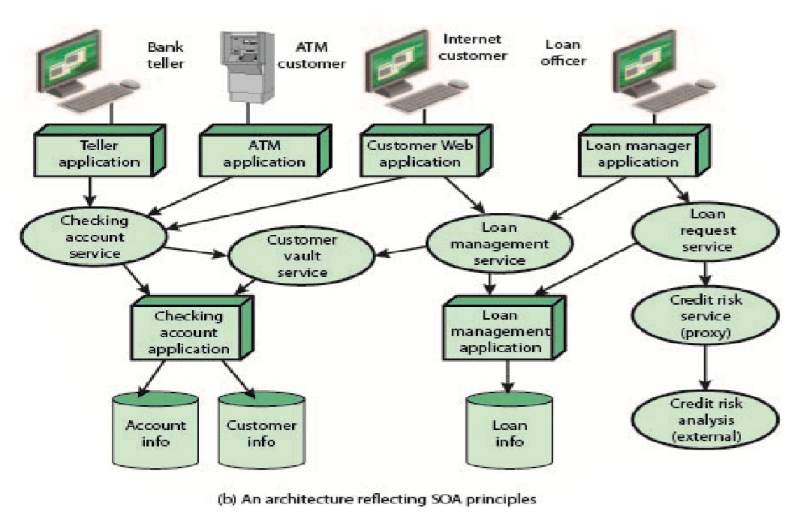 Bank
teller
ATM
customer
Internet
customer
Loan
officer
Teller
application
ATM
application
Customer Web
application
Loan manager
application
Checking
account
service
Customer
vault
service
Loan
management
service
Loan
request
service
Checking
account
application
Loan
management
application
Credit risk
service
(proxy)
Account
info
Customer
info
Loan
info
Credit risk
analysis
(external)
(b) An architecture reflecting SOA principles